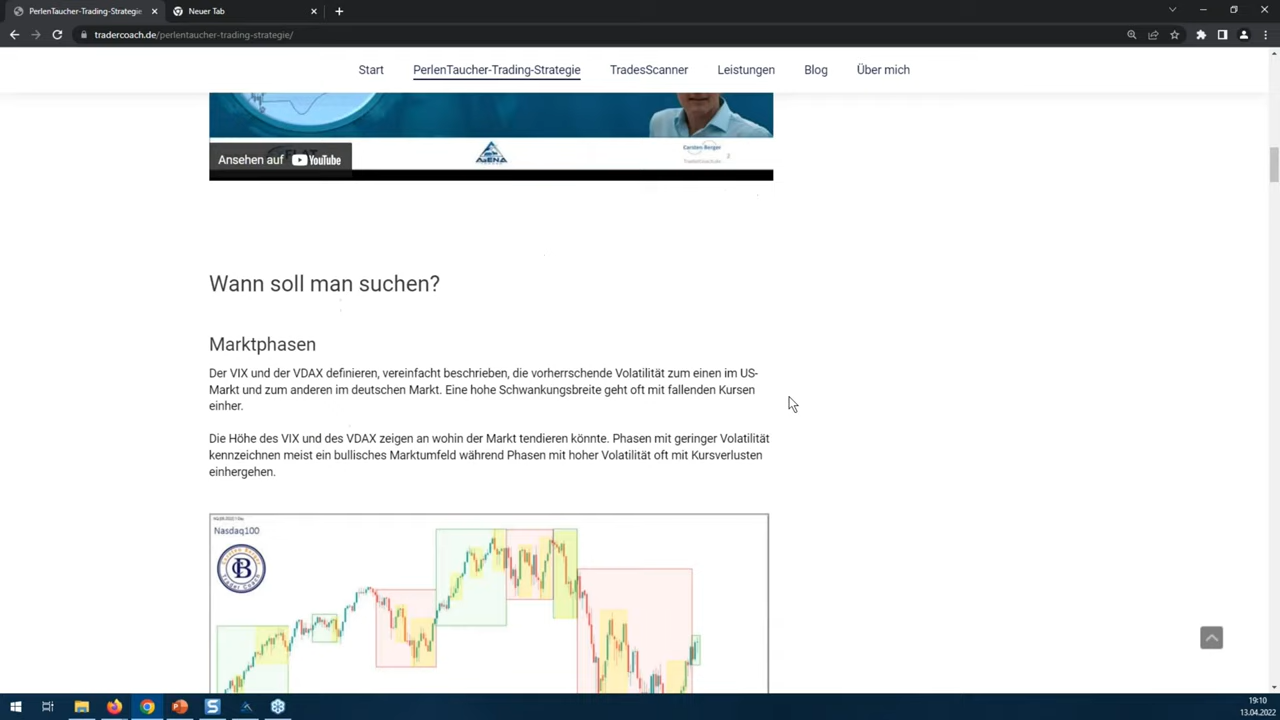 PerlenTaucher-Trading-Strategie
Neuer Tab
tradercoach.de/perlentaucher-trading-strategie/
Start
PerlenTaucher-Trading-Strategie
TradesScanner
Leistungen
Blog
Über mich
Ansehen auf YouTube
Carsten Berger
2
Wann soll man suchen?
Marktphasen
Der VIX und der VDAX definieren, vereinfacht beschrieben, die vorherrschende Volatilität zum einen im US-
Markt und zum anderen im deutschen Markt. Eine hohe Schwankungsbreite geht oft mit fallenden Kursen
einher.
Die Höhe des VIX und des VDAX zeigen an wohin der Markt tendieren könnte. Phasen mit geringer Volatilität
kennzeichnen meist ein bullisches Marktumfeld während Phasen mit hoher Volatilität oft mit Kursverlusten
einhergehen.
Nasdaq100
19:10
13.04.2022